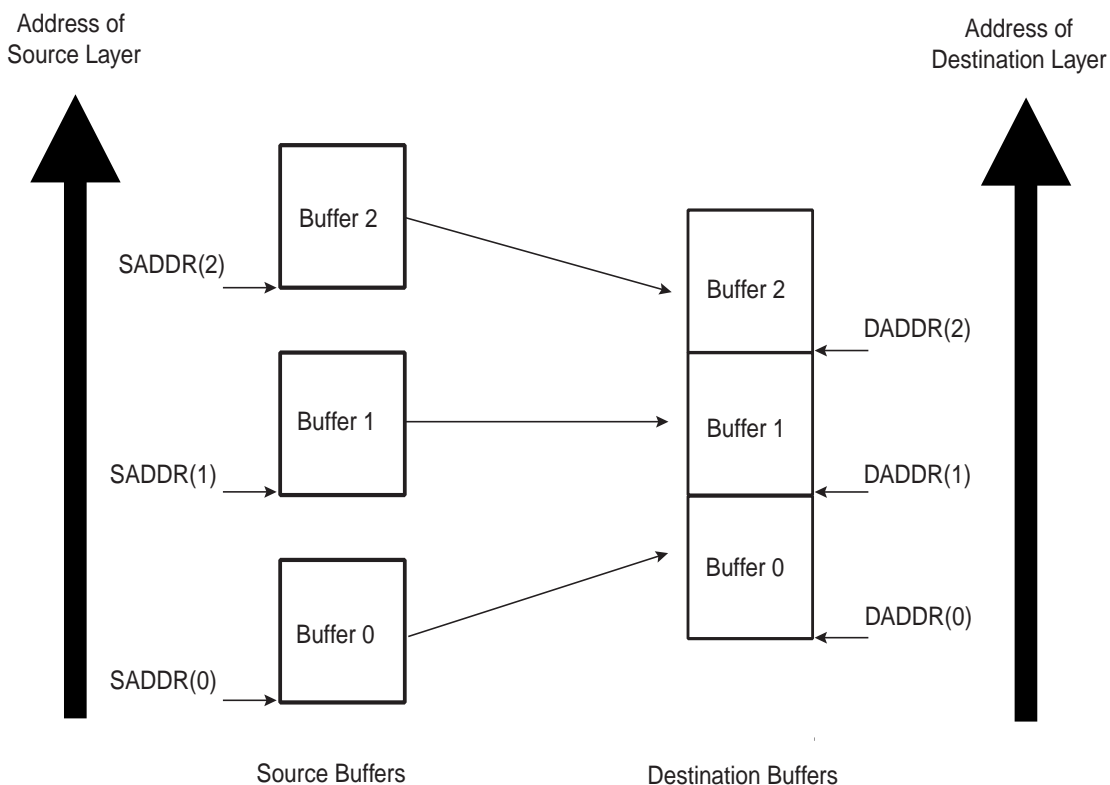 Address of
Source Layer
Address of
Destination Layer
Buffer 2
SADDR(2)
Buffer 2
DADDR(2)
Buffer 1
Buffer 1
SADDR(1)
DADDR(1)
Buffer 0
Buffer 0
DADDR(0)
SADDR(0)
Source Buffers
Destination Buffers